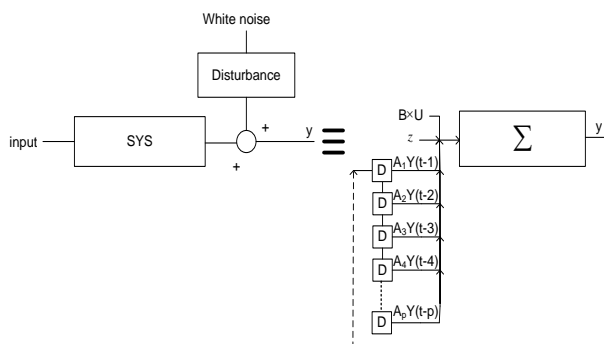 White noise
Disturbance
input
SYS
+
+
y
≡
B×U
z
Σ
y
D
A₁Y(t-1)
D
A₂Y(t-2)
D
A₃Y(t-3)
D
A₄Y(t-4)
D
AₚY(t-p)